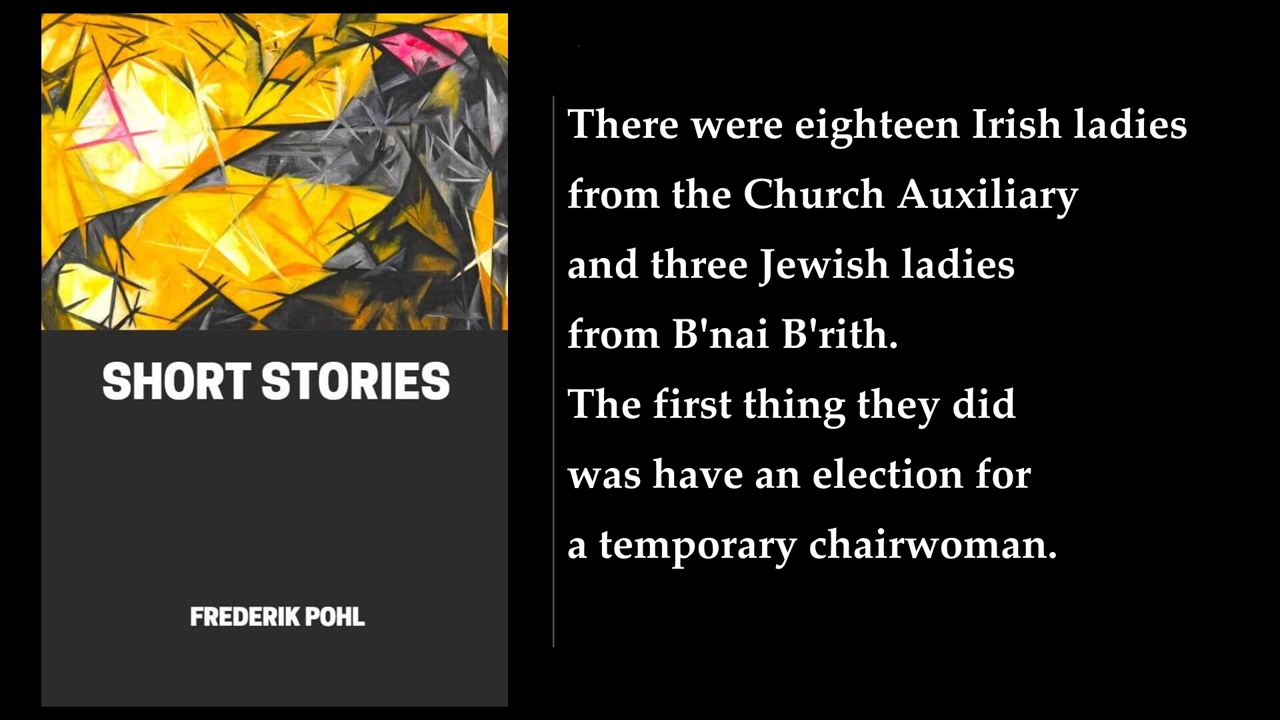 SHORT STORIES
FREDERIK POHL
There were eighteen Irish ladies
from the Church Auxiliary
and three Jewish ladies
from B'nai B'rith.
The first thing they did
was have an election for
a temporary chairwoman.